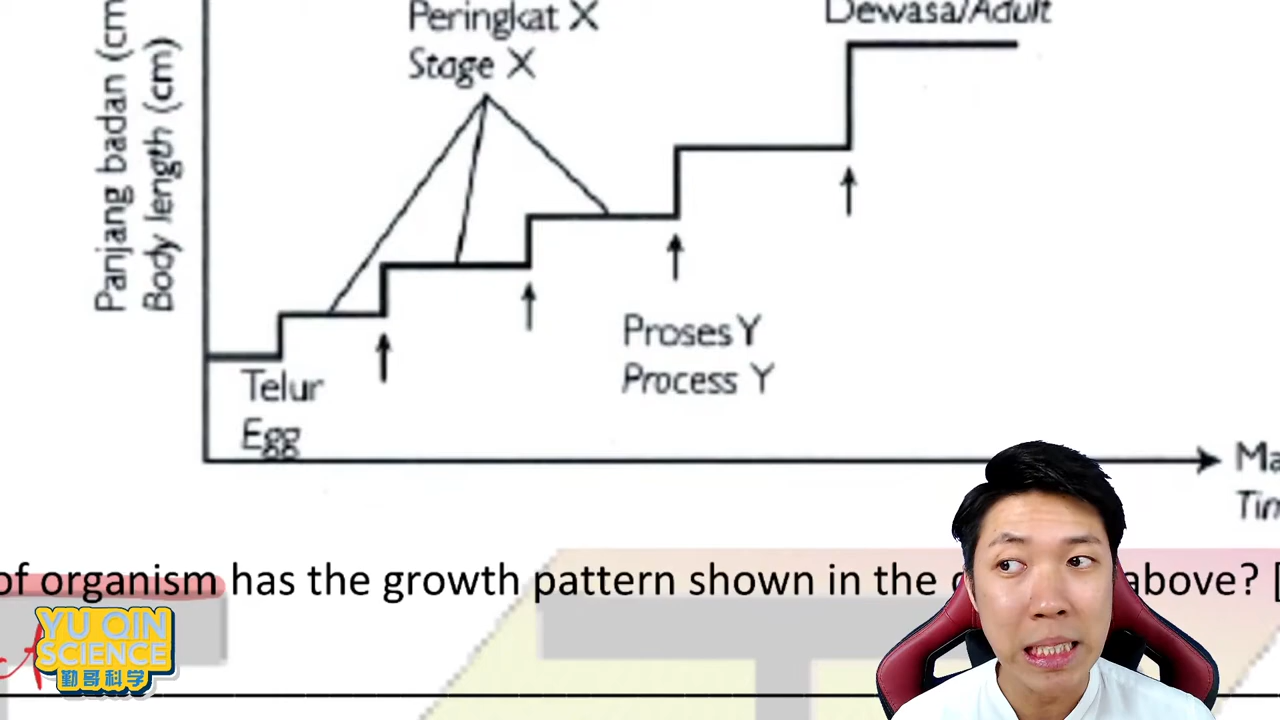 Peringkat X
Stage X
Dewasa/Adult
Panjang badan (cm
Body length (cm)
Proses Y
Process Y
Telur
Egg
of organism has the growth pattern shown in the
above? [
YU QIN
SCIENCE
勤哥科学